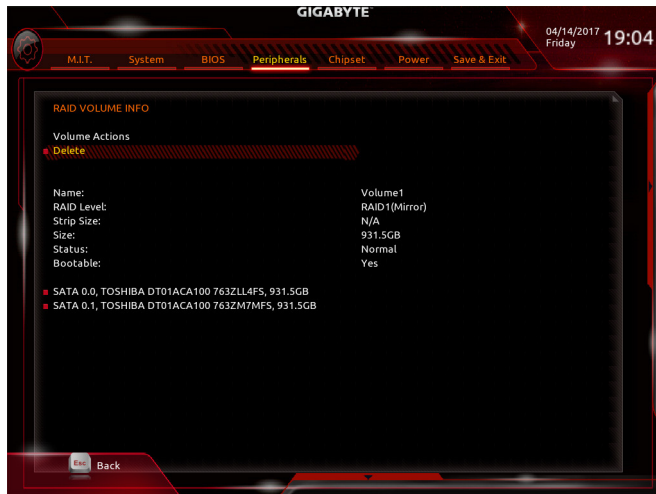 GIGABYTE
04/14/2017
Friday
19:04
M.I.T. System BIOS Peripherals Chipset Power Save & Exit
RAID VOLUME INFO
Volume Actions
Delete
Name: Volume1
RAID Level: RAID1(Mirror)
Strip Size: N/A
Size: 931.5GB
Status: Normal
Bootable: Yes
SATA 0.0, TOSHIBA DT01ACA100 763ZLL4FS, 931.5GB
SATA 0.1, TOSHIBA DT01ACA100 763ZM7MFS, 931.5GB
Esc Back